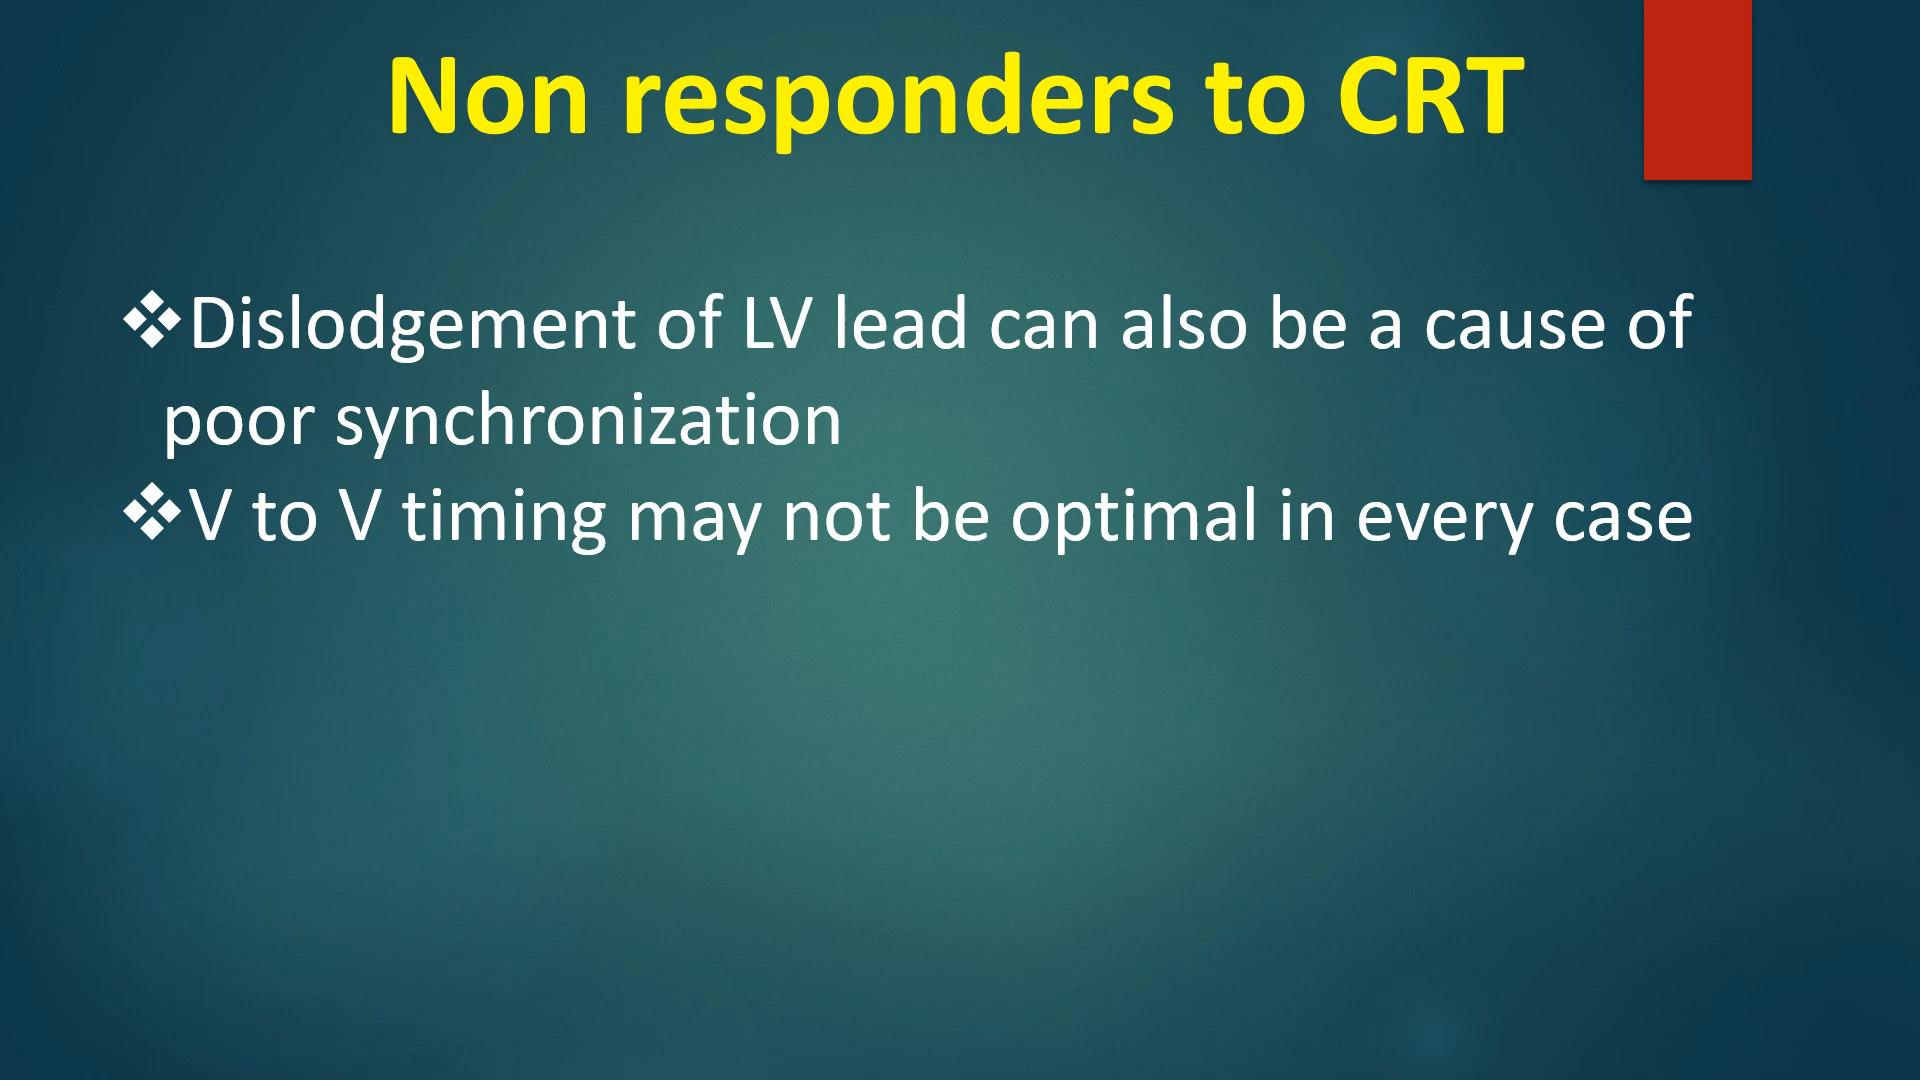 Non responders to CRT
❖Dislodgement of LV lead can also be a cause of
poor synchronization
❖V to V timing may not be optimal in every case